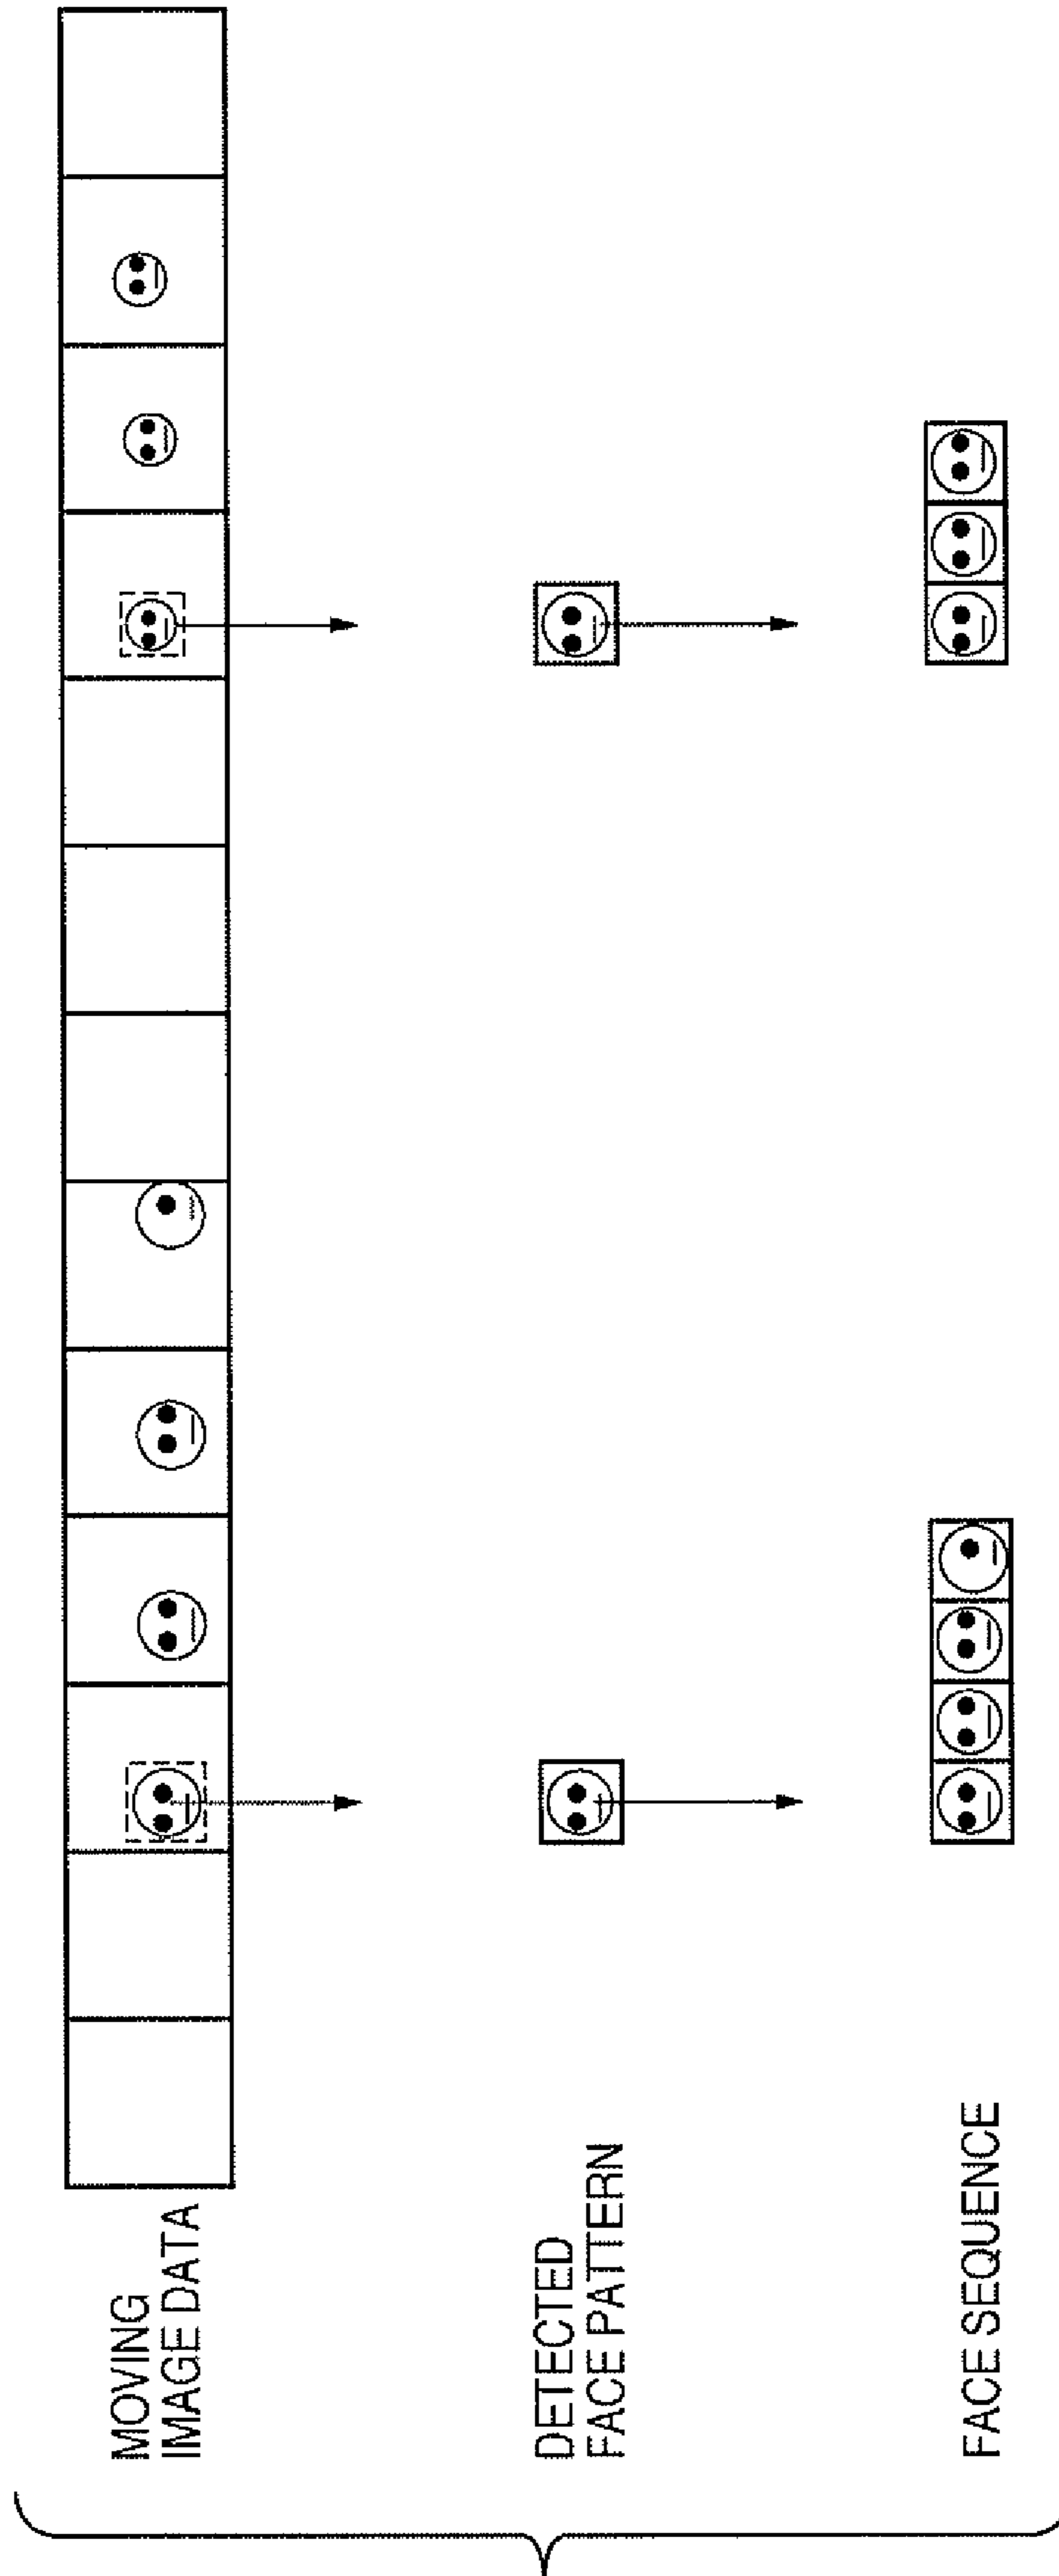 MOVING
IMAGE DATA
DETECTED
FACE PATTERN
FACE SEQUENCE